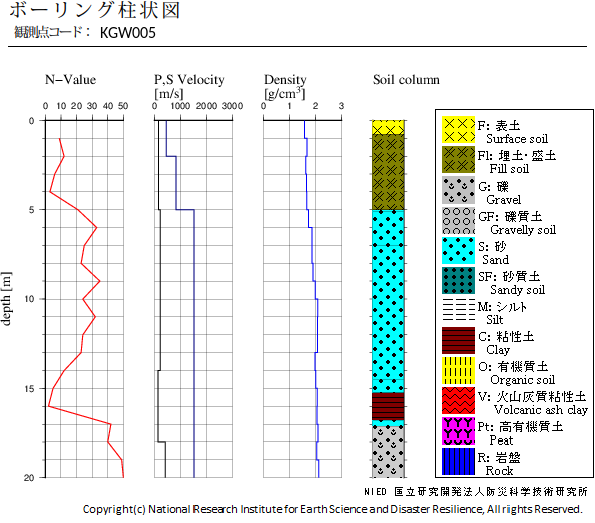 ボーリング柱状図
観測点コード： KGW005
N−Value
P,S Velocity
[m/s]
Density
[g/cm³]
Soil column
0 10 20 30 40 50
0 1000 2000 3000
0 1 2 3
0
5
10
15
20
depth [m]
F: 表土
Surface soil
Fl: 埋土・盛土
Fill soil
G: 礫
Gravel
GF: 礫質土
Gravelly soil
S: 砂
Sand
SF: 砂質土
Sandy soil
M: シルト
Silt
C: 粘性土
Clay
O: 有機質土
Organic soil
V: 火山灰質粘性土
Volcanic ash clay
Pt: 高有機質土
Peat
R: 岩盤
Rock
NIED 国立研究開発法人防災科学技術研究所
Copyright(c) National Research Institute for Earth Science and Disaster Resilience, All rights Reserved.